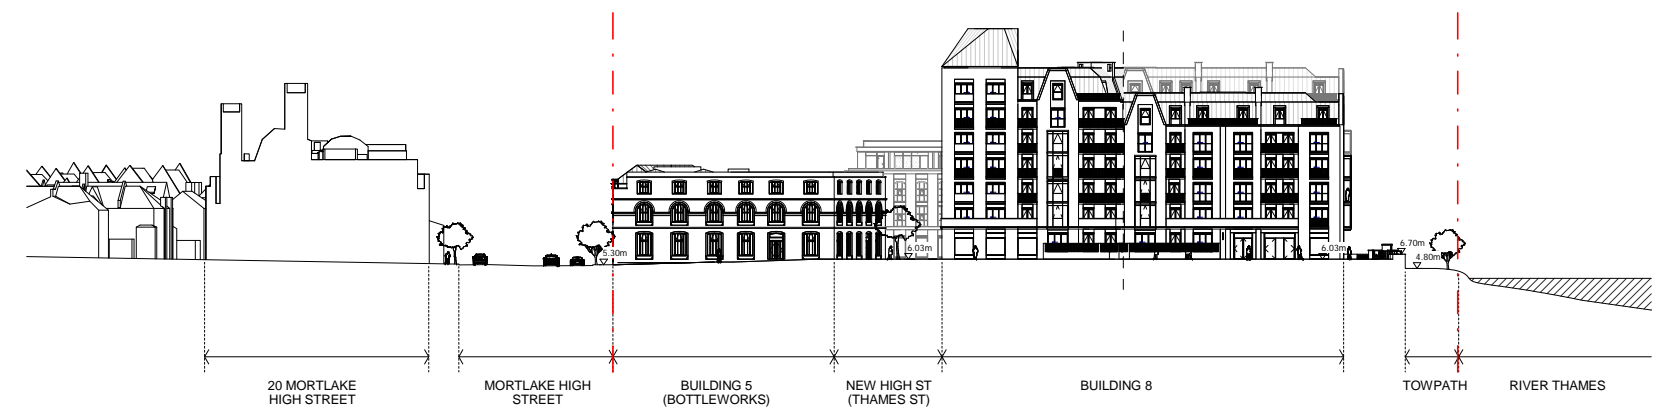 5.30m
6.03m
6.03m
6.70m
4.80m
20 MORTLAKE
HIGH STREET
MORTLAKE HIGH
STREET
BUILDING 5
(BOTTLEWORKS)
NEW HIGH ST
(THAMES ST)
BUILDING 8
TOWPATH
RIVER THAMES